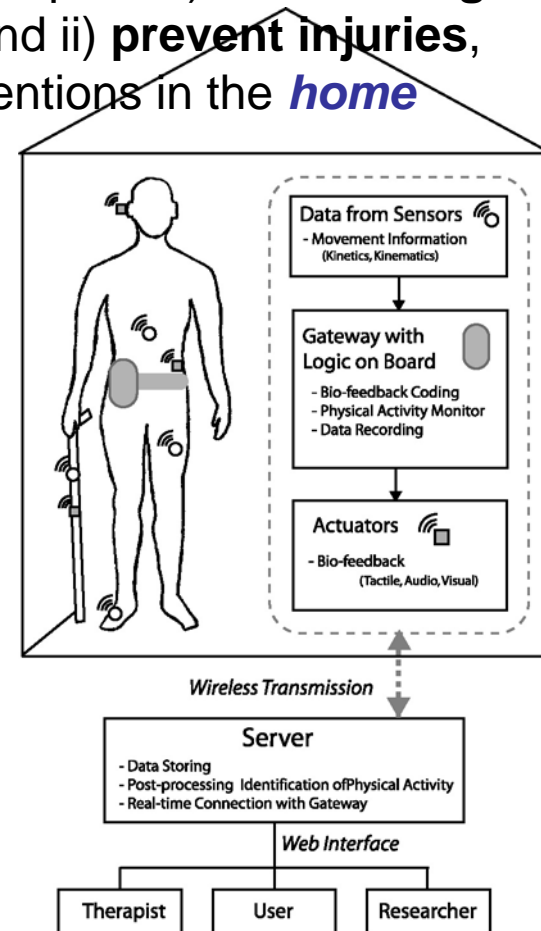 nd ii) prevent injuries,
entions in the home
Data from Sensors
- Movement Information
(Kinetics, Kinematics)
Gateway with
Logic on Board
- Bio-feedback Coding
- Physical Activity Monitor
- Data Recording
Actuators
- Bio-feedback
(Tactile, Audio, Visual)
Wireless Transmission
Server
- Data Storing
- Post-processing Identification ofPhysical Activity
- Real-time Connection with Gateway
Web Interface
Therapist
User
Researcher